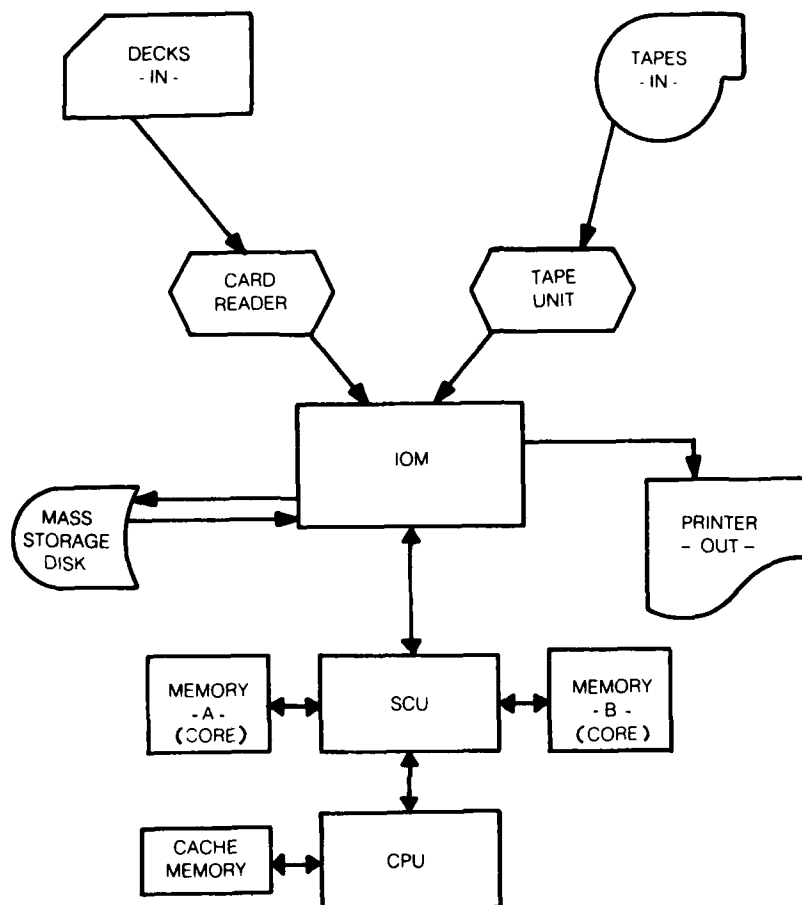 DECKS
- IN -
TAPES
- IN -
CARD
READER
TAPE
UNIT
IOM
MASS
STORAGE
DISK
PRINTER
- OUT -
MEMORY
- A -
(CORE)
SCU
MEMORY
- B -
(CORE)
CACHE
MEMORY
CPU